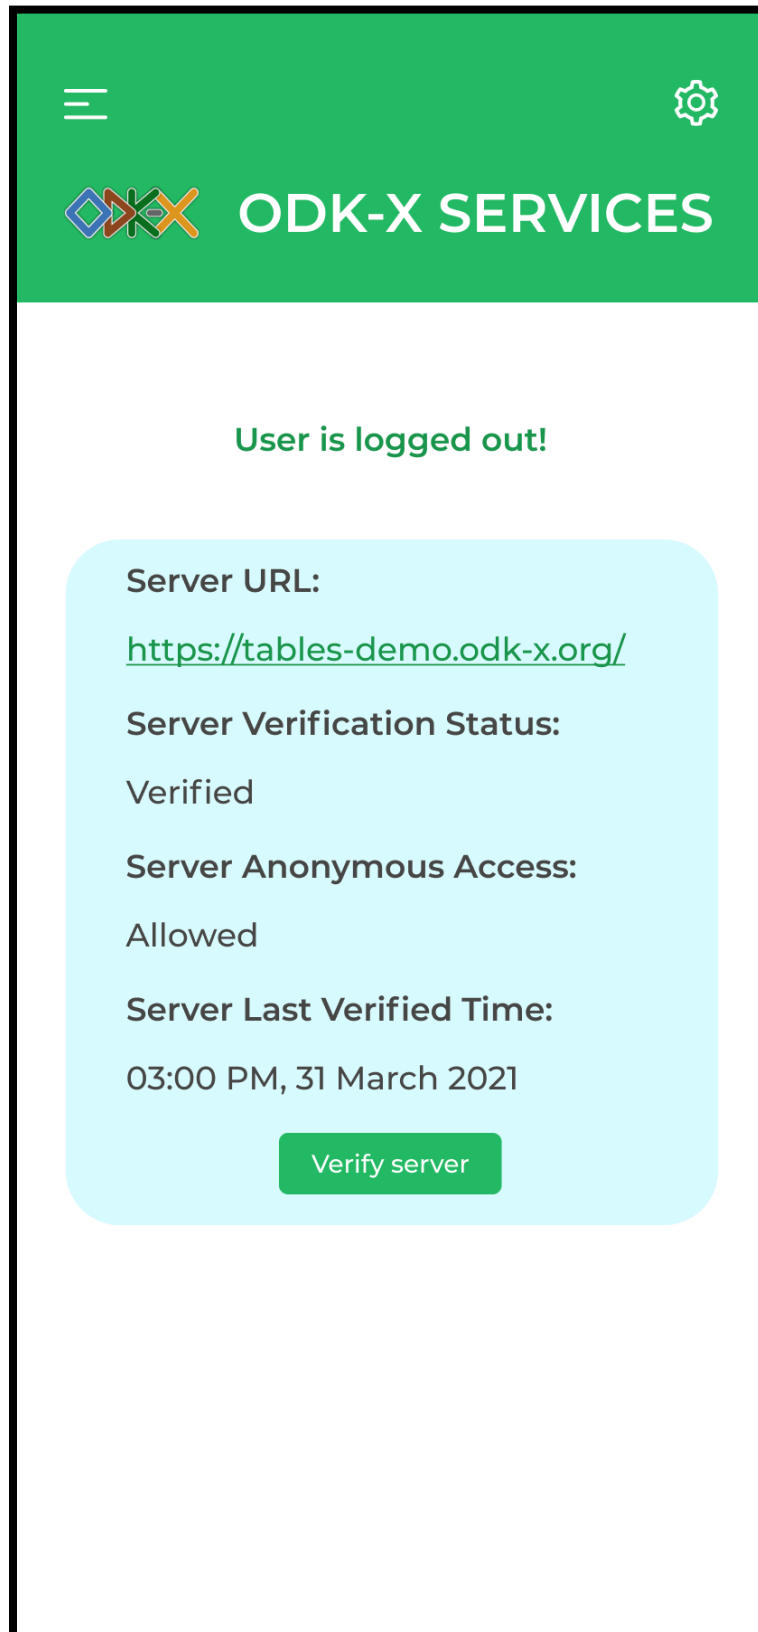 ODK-X
ODK-X SERVICES
User is logged out!
Server URL:
https://tables-demo.odk-x.org/
Server Verification Status:
Verified
Server Anonymous Access:
Allowed
Server Last Verified Time:
03:00 PM, 31 March 2021
Verify server